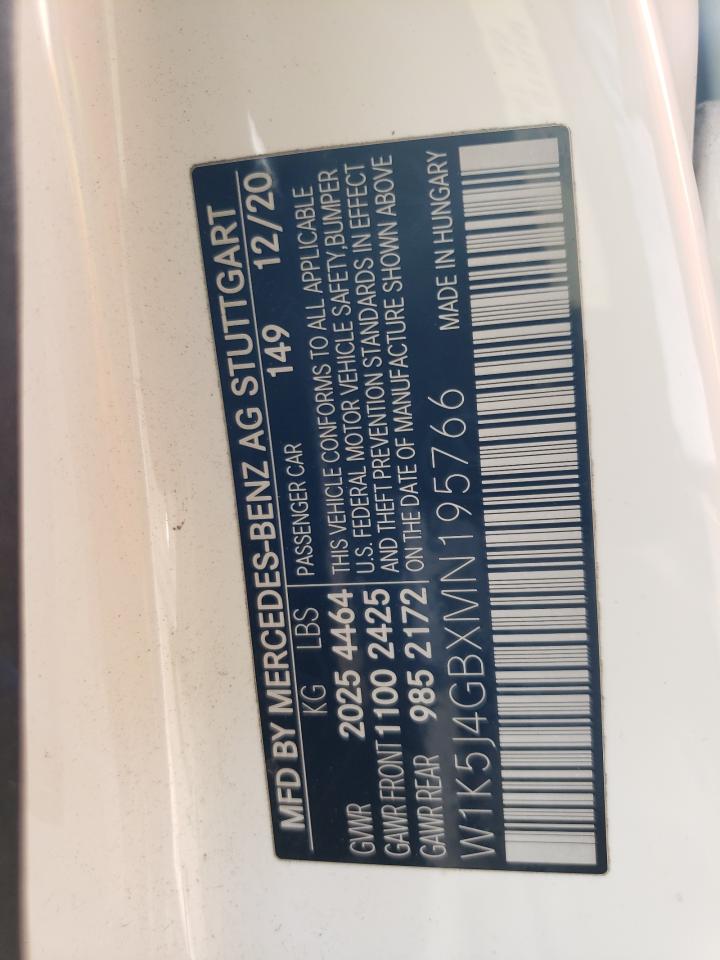 MFD BY MERCEDES-BENZ AG STUTTGART
KG LBS PASSENGER CAR 149 12/20
GWWR 2025 4464 THIS VEHICLE CONFORMS TO ALL APPLICABLE
GAWR FRONT 1100 2425 U.S. FEDERAL MOTOR VEHICLE SAFETY,BUMPER
GAWR REAR 985 2172 AND THEFT PREVENTION STANDARDS IN EFFECT
ON THE DATE OF MANUFACTURE SHOWN ABOVE
W1K5J4GBXMN195766 MADE IN HUNGARY